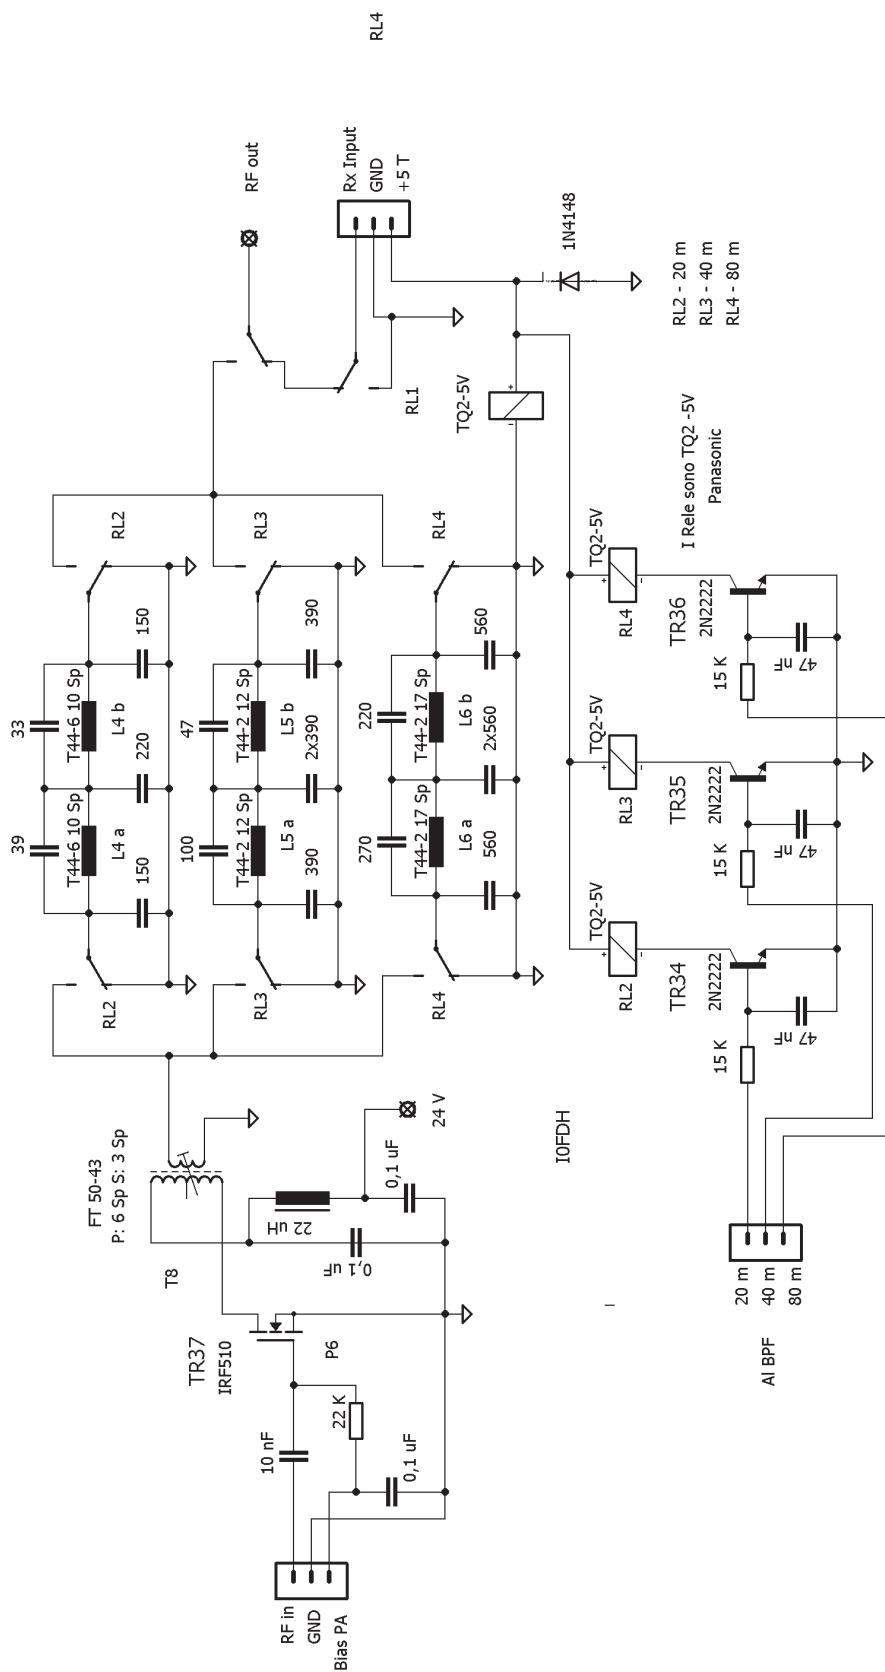 RF in
GND
Bias PA
10 nF
22 K
0,1 uF
TR37
IRF510
P6
T8
FT 50-43
P: 6 Sp S: 3 Sp
0,1 uF
22 uH
0,1 uF
24 V
RL2
39
T44-6 10 Sp
L4 a
150
220
33
T44-6 10 Sp
L4 b
150
RL2
RL3
100
T44-2 12 Sp
L5 a
390
2x390
47
T44-2 12 Sp
L5 b
390
RL3
RL4
270
T44-2 17 Sp
L6 a
560
2x560
220
T44-2 17 Sp
L6 b
560
RL4
RL1
RF out
Rx Input
GND
+5 T
RL4
TQ2-5V
+
-
1N4148
RL2 - 20 m
RL3 - 40 m
RL4 - 80 m
I Rele sono TQ2 -5V
Panasonic
I0FDH
TQ2-5V
+
-
RL2
TR34
2N2222
15 K
47 nF
TQ2-5V
+
-
RL3
TR35
2N2222
15 K
47 nF
TQ2-5V
+
-
RL4
TR36
2N2222
15 K
47 nF
20 m
40 m
80 m
Al BPF